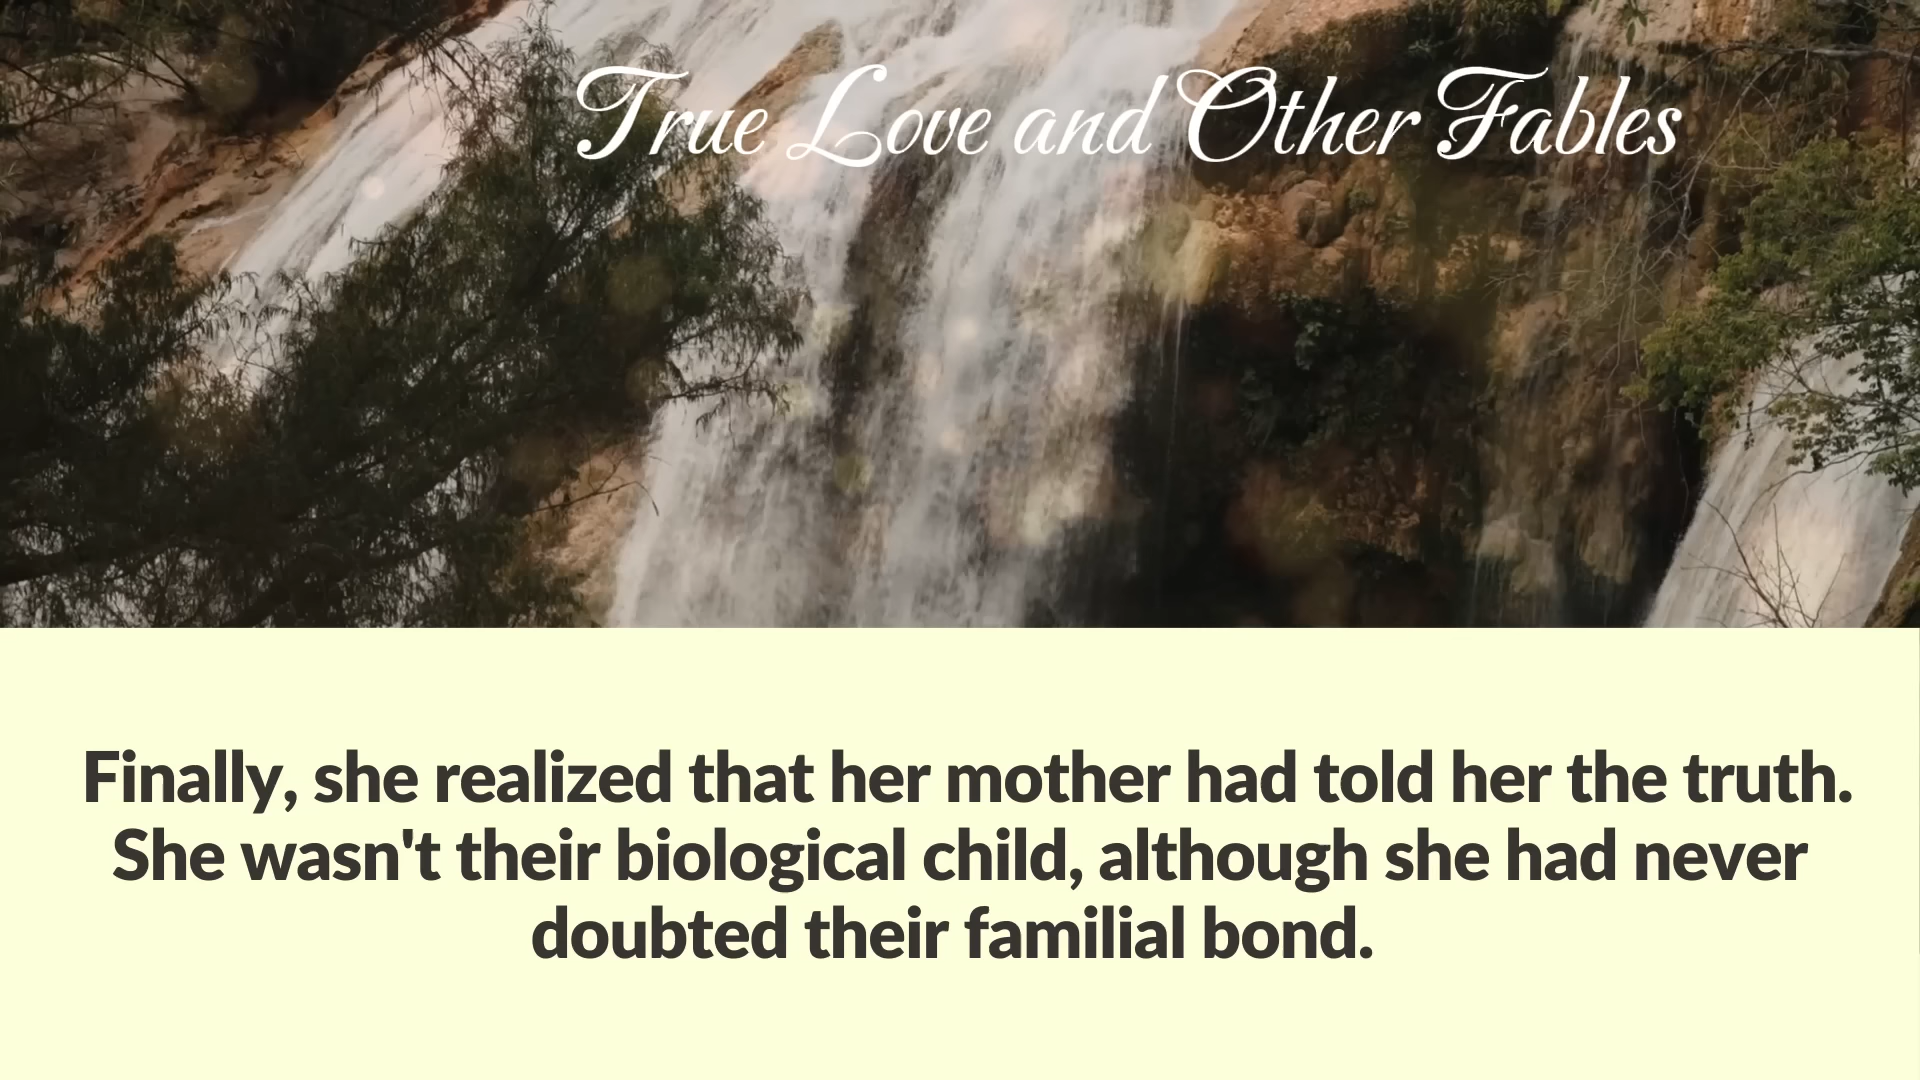 True Love and Other Fables
Finally, she realized that her mother had told her the truth.
She wasn't their biological child, although she had never
doubted their familial bond.